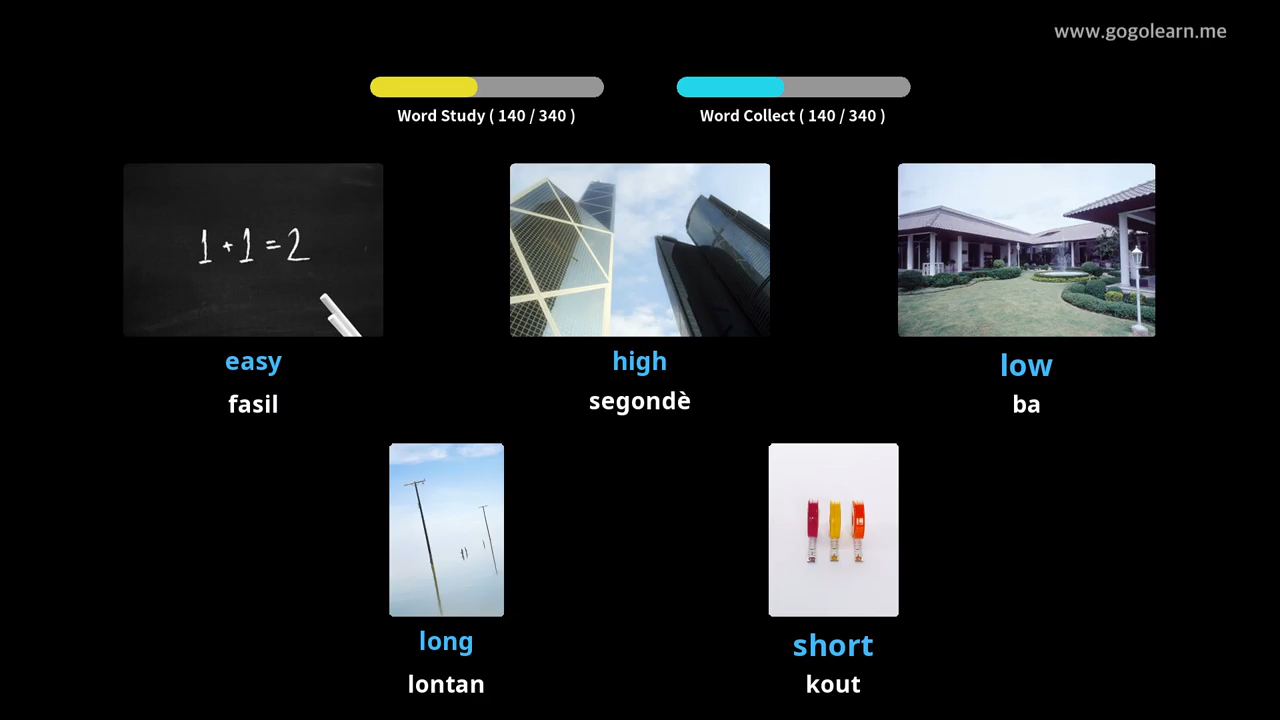 www.gogolearn.me
Word Study ( 140 / 340 )
Word Collect ( 140 / 340 )
1 + 1 = 2
easy
fasil
high
segondè
low
ba
long
lontan
short
kout